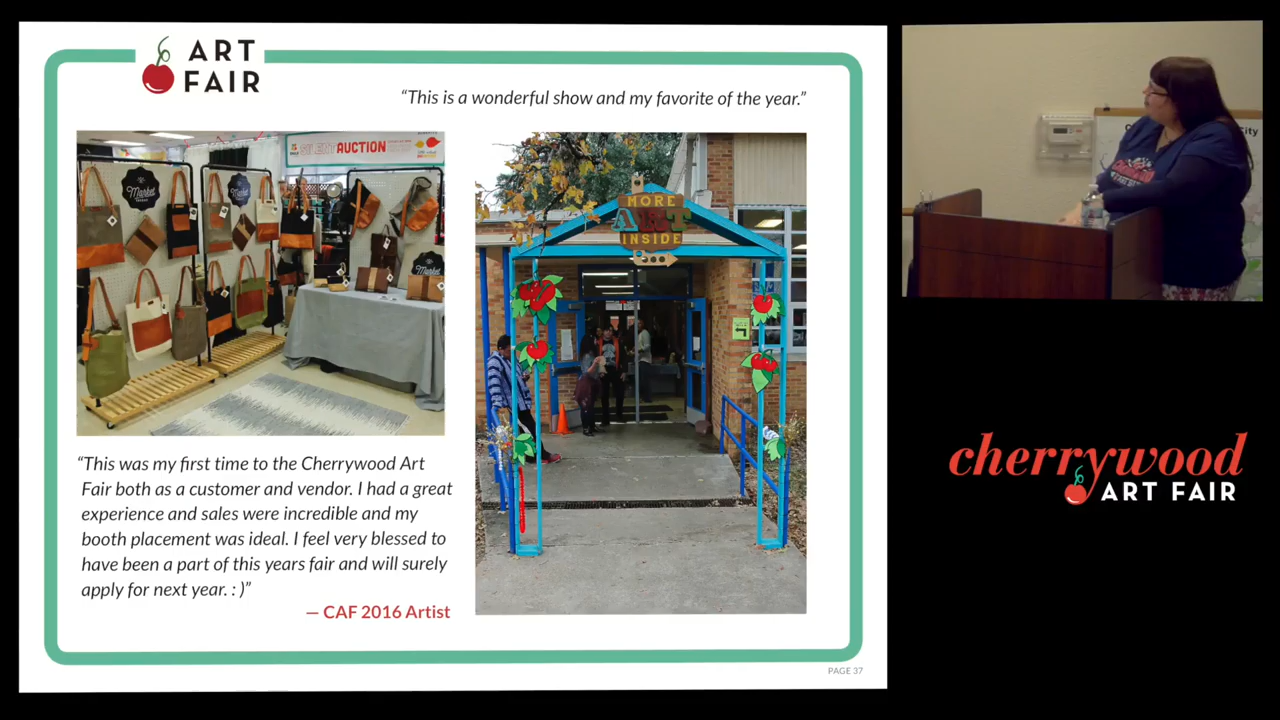 ART
FAIR
“This is a wonderful show and my favorite of the year.”
SILENT AUCTION
Market
Market
Market
MORE
ART
INSIDE
“This was my first time to the Cherrywood Art
Fair both as a customer and vendor. I had a great
experience and sales were incredible and my
booth placement was ideal. I feel very blessed to
have been a part of this years fair and will surely
apply for next year. : )”
— CAF 2016 Artist
PAGE 37
City
cherrywood
ART FAIR